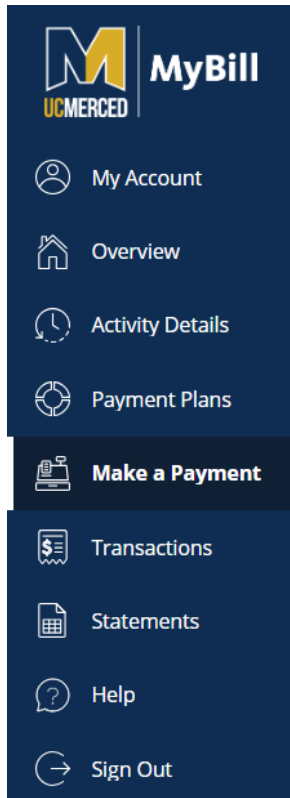 MyBill
UCMERCED
My Account
Overview
Activity Details
Payment Plans
Make a Payment
Transactions
Statements
Help
Sign Out